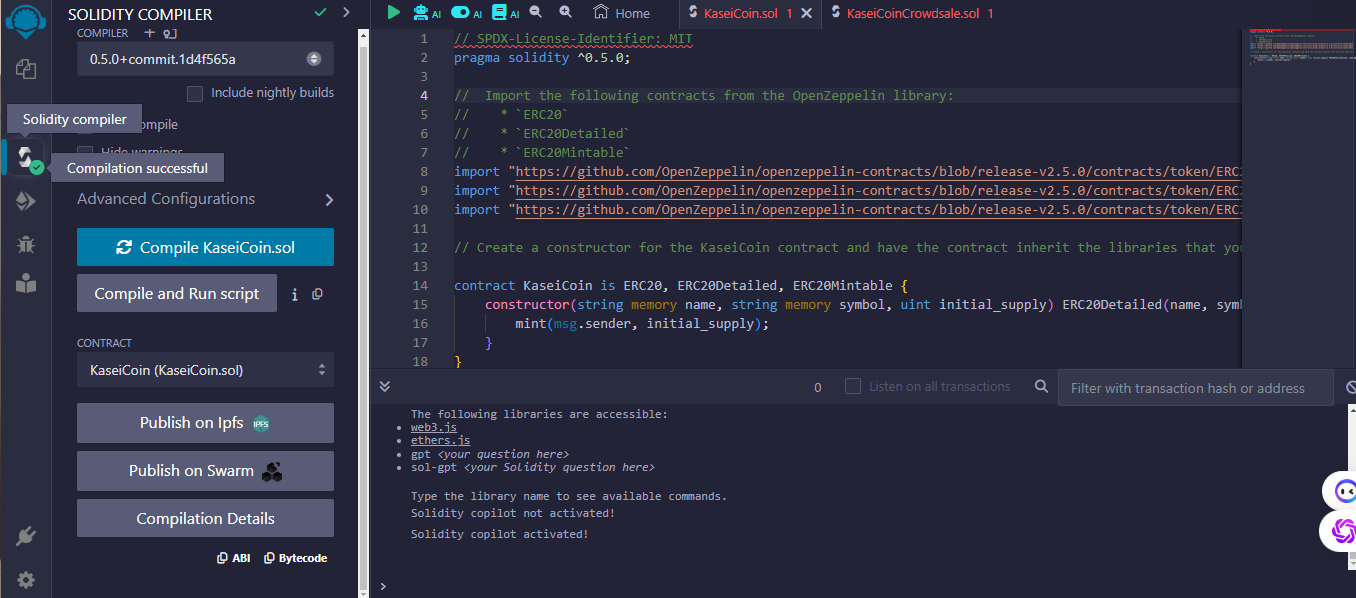 SOLIDITY COMPILER
COMPILER
0.5.0+commit.1d4f565a
Include nightly builds
Solidity compiler
compile
Hide warnings
Compilation successful
Advanced Configurations
Compile KaseiCoin.sol
Compile and Run script
i
CONTRACT
KaseiCoin (KaseiCoin.sol)
Publish on Ipfs
IPFS
Publish on Swarm
Compilation Details
ABI
Bytecode
AI
AI
AI
Home
KaseiCoin.sol 1
KaseiCoinCrowdsale.sol 1
1 // SPDX-License-Identifier: MIT
2 pragma solidity ^0.5.0;
3
4 //  Import the following contracts from the OpenZeppelin library:
5 //    * `ERC20`
6 //    * `ERC20Detailed`
7 //    * `ERC20Mintable`
8 import "https://github.com/OpenZeppelin/openzeppelin-contracts/blob/release-v2.5.0/contracts/token/ERC
9 import "https://github.com/OpenZeppelin/openzeppelin-contracts/blob/release-v2.5.0/contracts/token/ERC
10 import "https://github.com/OpenZeppelin/openzeppelin-contracts/blob/release-v2.5.0/contracts/token/ERC
11
12 // Create a constructor for the KaseiCoin contract and have the contract inherit the libraries that yo
13
14 contract KaseiCoin is ERC20, ERC20Detailed, ERC20Mintable {
15     constructor(string memory name, string memory symbol, uint initial_supply) ERC20Detailed(name, sym
16         mint(msg.sender, initial_supply);
17     }
18 }
0
Listen on all transactions
Filter with transaction hash or address
The following libraries are accessible:
• web3.js
• ethers.js
• gpt <your question here>
• sol-gpt <your Solidity question here>
Type the library name to see available commands.
Solidity copilot not activated!
Solidity copilot activated!
>